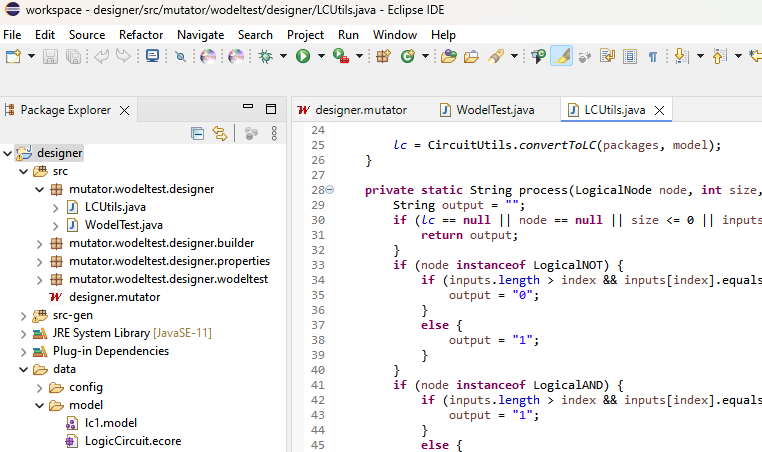 workspace - designer/src/mutator/wodeltest/designer/LCUtils.java - Eclipse IDE
File Edit Source Refactor Navigate Search Project Run Window Help
Package Explorer
designer
src
mutator.wodeltest.designer
LCUtils.java
WodelTest.java
mutator.wodeltest.designer.builder
mutator.wodeltest.designer.properties
mutator.wodeltest.designer.wodeltest
designer.mutator
src-gen
JRE System Library [JavaSE-11]
Plug-in Dependencies
data
config
model
lc1.model
LogicCircuit.ecore
designer.mutator WodelTest.java LCUtils.java
24
25 lc = CircuitUtils.convertToLC(packages, model);
26 }
27
28 private static String process(LogicalNode node, int size,
29 String output = "";
30 if (lc == null || node == null || size <= 0 || inputs
31 return output;
32 }
33 if (node instanceof LogicalNOT) {
34 if (inputs.length > index && inputs[index].equals
35 output = "0";
36 }
37 else {
38 output = "1";
39 }
40 }
41 if (node instanceof LogicalAND) {
42 if (inputs.length > index && inputs[index].equals
43 output = "1";
44 }
45 else {